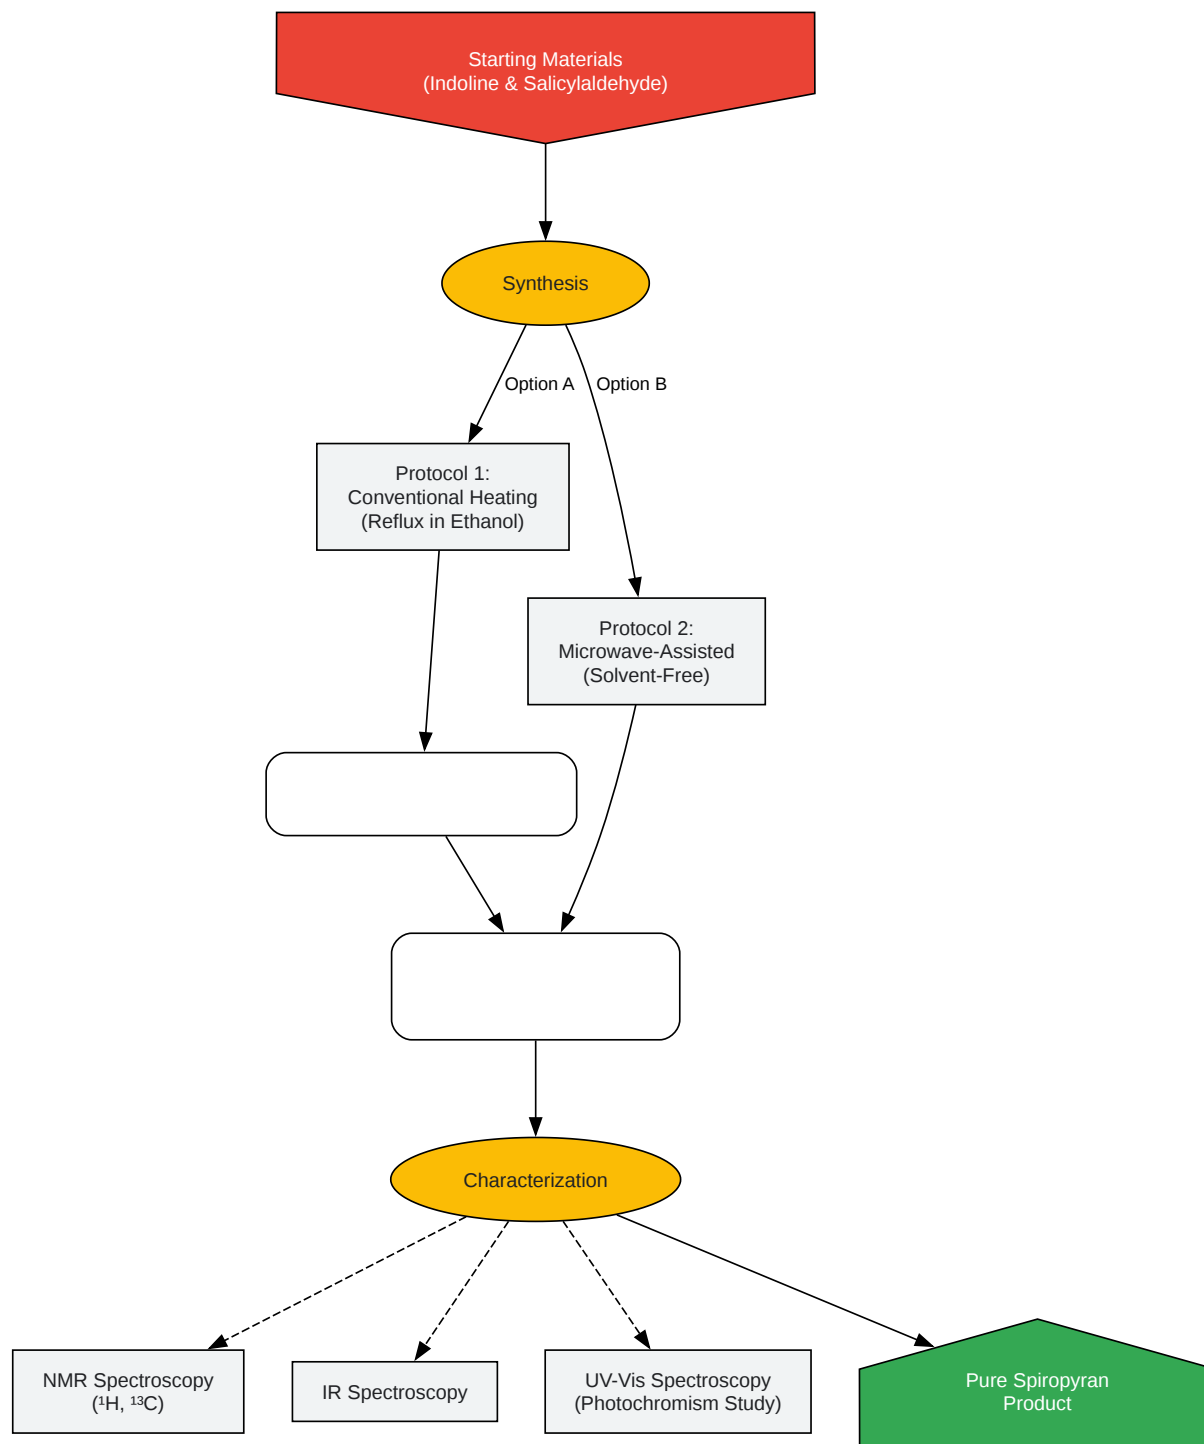 Starting Materials
(Indoline & Salicylaldehyde)
Synthesis
Option A
Option B
Protocol 1:
Conventional Heating
(Reflux in Ethanol)
Protocol 2:
Microwave-Assisted
(Solvent-Free)
Characterization
NMR Spectroscopy
(¹H, ¹³C)
IR Spectroscopy
UV-Vis Spectroscopy
(Photochromism Study)
Pure Spiropyran
Product